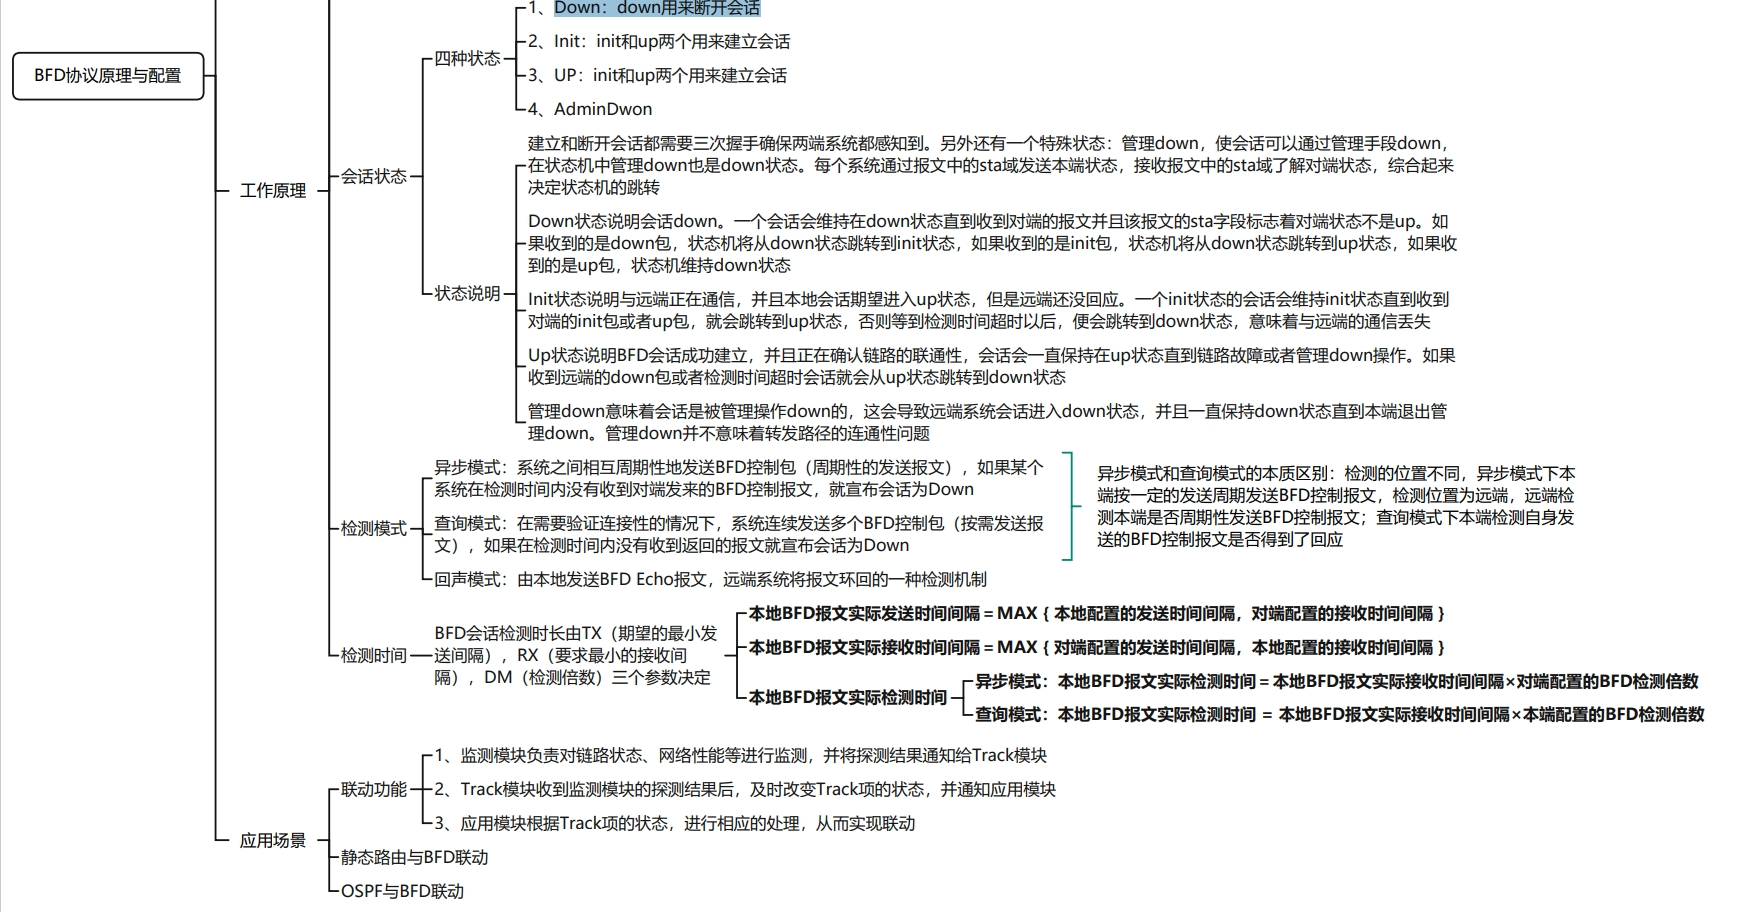 BFD协议原理与配置
工作原理
会话状态
四种状态
1、Down：down用来断开会话
2、Init：init和up两个用来建立会话
3、UP：init和up两个用来建立会话
4、AdminDwon
状态说明
建立和断开会话都需要三次握手确保两端系统都感知到。另外还有一个特殊状态：管理down，使会话可以通过管理手段down，
在状态机中管理down也是down状态。每个系统通过报文中的sta域发送本端状态，接收报文中的sta域了解对端状态，综合起来
决定状态机的跳转
Down状态说明会话down。一个会话会维持在down状态直到收到对端的报文并且该报文的sta字段标志着对端状态不是up。如
果收到的是down包，状态机将从down状态跳转到init状态，如果收到的是init包，状态机将从down状态跳转到up状态，如果收
到的是up包，状态机维持down状态
Init状态说明与远端正在通信，并且本地会话期望进入up状态，但是远端还没回应。一个init状态的会话会维持init状态直到收到
对端的init包或者up包，就会跳转到up状态，否则等到检测时间超时以后，便会跳转到down状态，意味着与远端的通信丢失
Up状态说明BFD会话成功建立，并且正在确认链路的联通性，会话会一直保持在up状态直到链路故障或者管理down操作。如果
收到远端的down包或者检测时间超时会话就会从up状态跳转到down状态
管理down意味着会话是被管理操作down的，这会导致远端系统会话进入down状态，并且一直保持down状态直到本端退出管
理down。管理down并不意味着转发路径的连通性问题
检测模式
异步模式：系统之间相互周期性地发送BFD控制包（周期性的发送报文），如果某个
系统在检测时间内没有收到对端发来的BFD控制报文，就宣布会话为Down
查询模式：在需要验证连接性的情况下，系统连续发送多个BFD控制包（按需发送报
文），如果在检测时间内没有收到返回的报文就宣布会话为Down
回声模式：由本地发送BFD Echo报文，远端系统将报文环回的一种检测机制
异步模式和查询模式的本质区别：检测的位置不同，异步模式下本
端按一定的发送周期发送BFD控制报文，检测位置为远端，远端检
测本端是否周期性发送BFD控制报文；查询模式下本端检测自身发
送的BFD控制报文是否得到了回应
检测时间
BFD会话检测时长由TX（期望的最小发
送间隔），RX（要求最小的接收间
隔），DM（检测倍数）三个参数决定
本地BFD报文实际发送时间间隔＝MAX { 本地配置的发送时间间隔，对端配置的接收时间间隔 }
本地BFD报文实际接收时间间隔＝MAX { 对端配置的发送时间间隔，本地配置的接收时间间隔 }
本地BFD报文实际检测时间
异步模式：本地BFD报文实际检测时间＝本地BFD报文实际接收时间间隔×对端配置的BFD检测倍数
查询模式：本地BFD报文实际检测时间 ＝ 本地BFD报文实际接收时间间隔×本端配置的BFD检测倍数
应用场景
联动功能
1、监测模块负责对链路状态、网络性能等进行监测，并将探测结果通知给Track模块
2、Track模块收到监测模块的探测结果后，及时改变Track项的状态，并通知应用模块
3、应用模块根据Track项的状态，进行相应的处理，从而实现联动
静态路由与BFD联动
OSPF与BFD联动